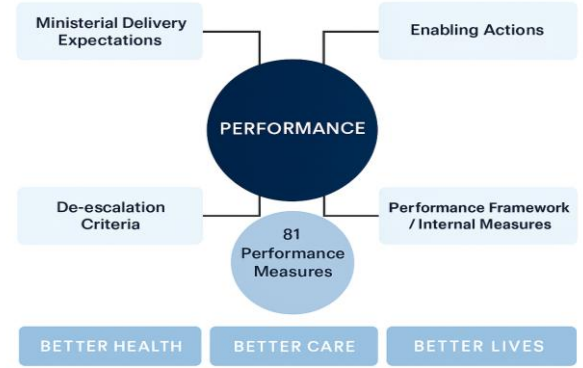 Ministerial Delivery
Expectations
Enabling Actions
PERFORMANCE
De-escalation
Criteria
Performance Framework
/ Internal Measures
81
Performance
Measures
BETTER HEALTH
BETTER CARE
BETTER LIVES